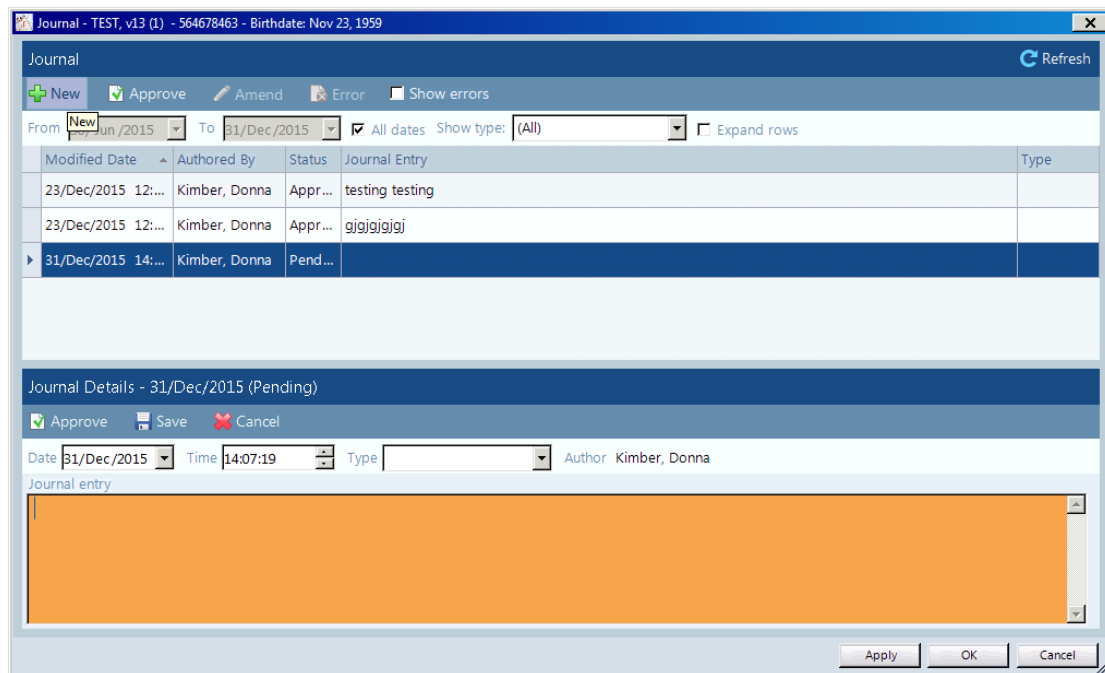 Journal - TEST, v13 (1) - 564678463 - Birthdate: Nov 23, 1959
Journal Refresh
New Approve Amend Error Show errors
From Jun /2015 To 31/Dec /2015 All dates Show type: (All) Expand rows
New
Modified Date Authored By Status Journal Entry Type
23/Dec/2015 12:... Kimber, Donna Appr... testing testing
23/Dec/2015 12:... Kimber, Donna Appr... gjgjgjgjgj
31/Dec/2015 14:... Kimber, Donna Pend...
Journal Details - 31/Dec/2015 (Pending)
Approve Save Cancel
Date 31/Dec /2015 Time 14:07:19 Type Author Kimber, Donna
Journal entry
Apply OK Cancel